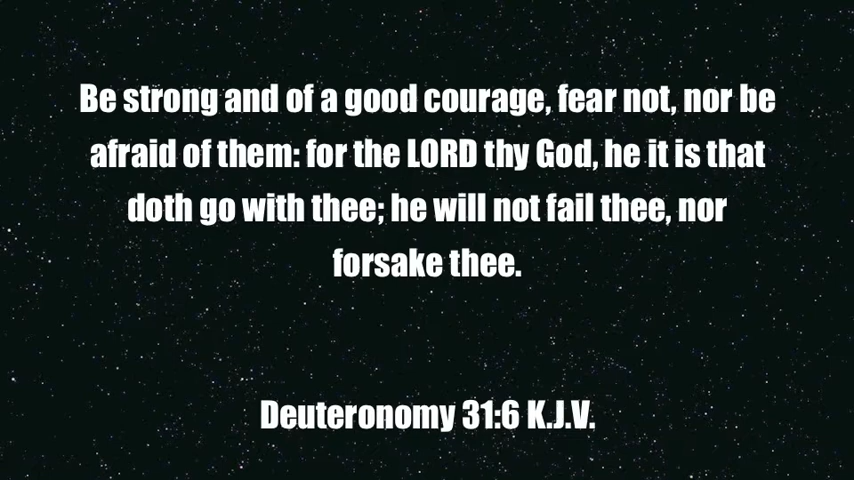 Be strong and of a good courage, fear not, nor be
afraid of them: for the LORD thy God, he it is that
doth go with thee; he will not fail thee, nor
forsake thee.
Deuteronomy 31:6 K.J.V.